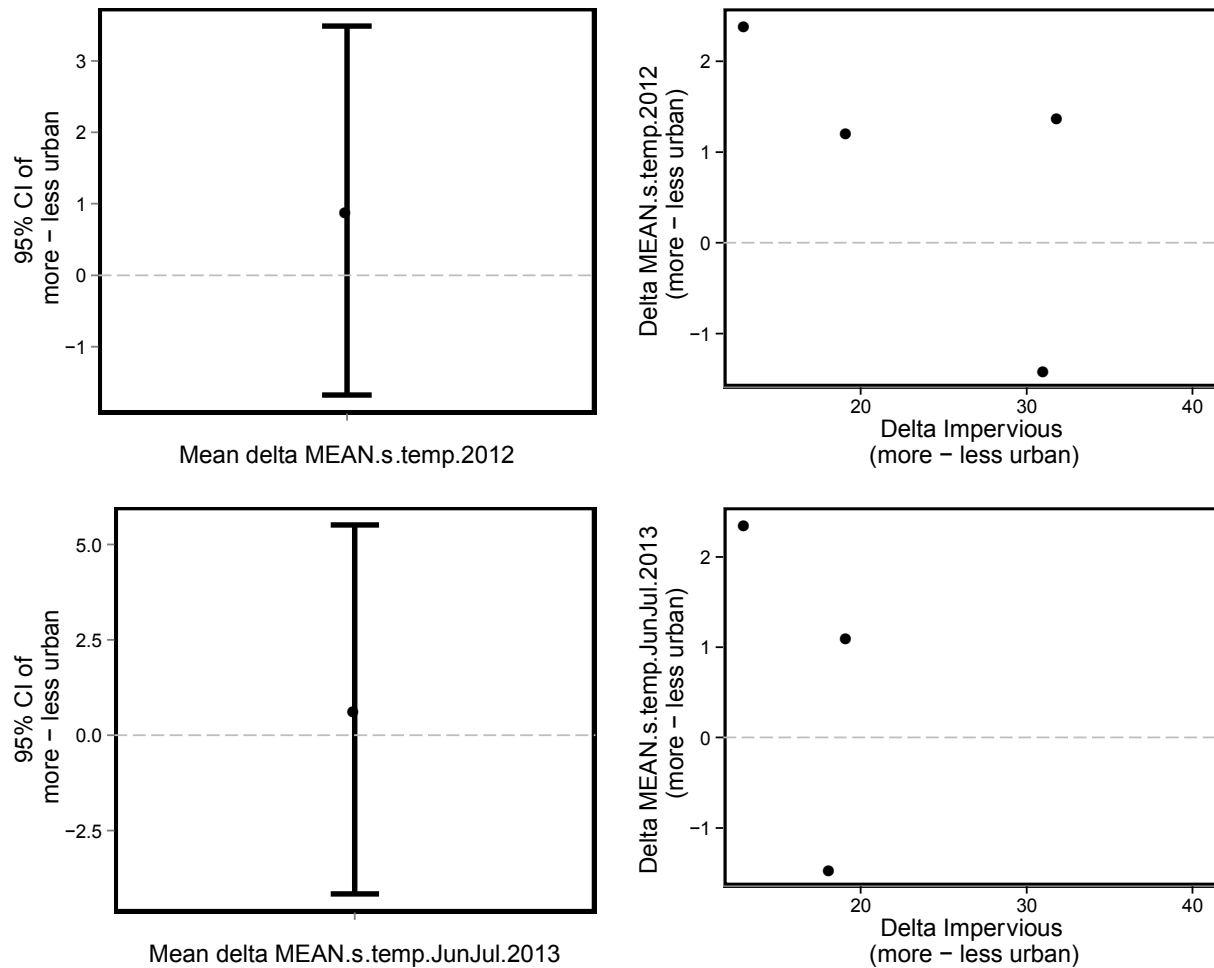 95% CI of
more − less urban
3
2
1
0
−1
Mean delta MEAN.s.temp.2012
Delta MEAN.s.temp.2012
(more − less urban)
2
1
0
−1
20 30 40
Delta Impervious
(more − less urban)
95% CI of
more − less urban
5.0
2.5
0.0
−2.5
Mean delta MEAN.s.temp.JunJul.2013
Delta MEAN.s.temp.JunJul.2013
(more − less urban)
2
1
0
−1
20 30 40
Delta Impervious
(more − less urban)